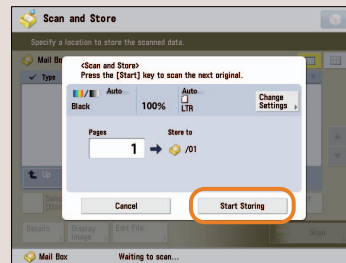 Scan and Store
Specify a location to store the scanned data.
Mail Bo
Type
<Scan and Store>
Press the [Start] key to scan the next original.
Auto
Auto
Black
100%
LTR
Change
Settings
Pages
Store to
1
/01
Up
Cancel
Start Storing
Details
Display
Image
Edit File
Scan
Mail Box
Waiting to scan...